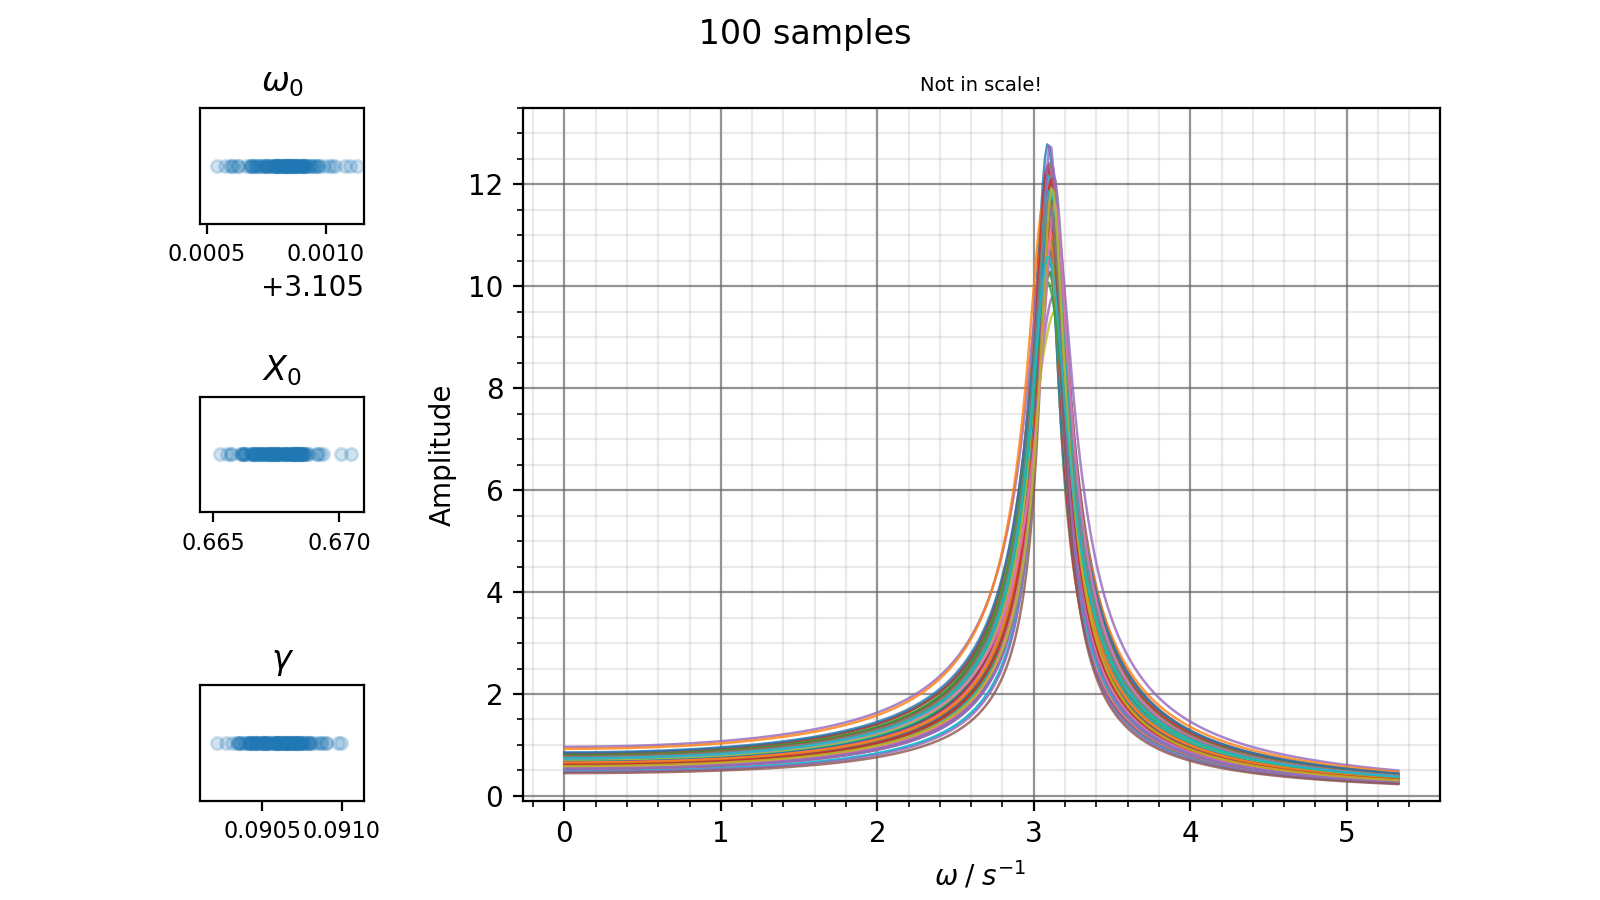 100 samples
ω₀
0.0005 0.0010
+3.105
X₀
0.665 0.670
γ
0.0905 0.0910
Not in scale!
Amplitude
12
10
8
6
4
2
0
0 1 2 3 4 5
ω / s⁻¹